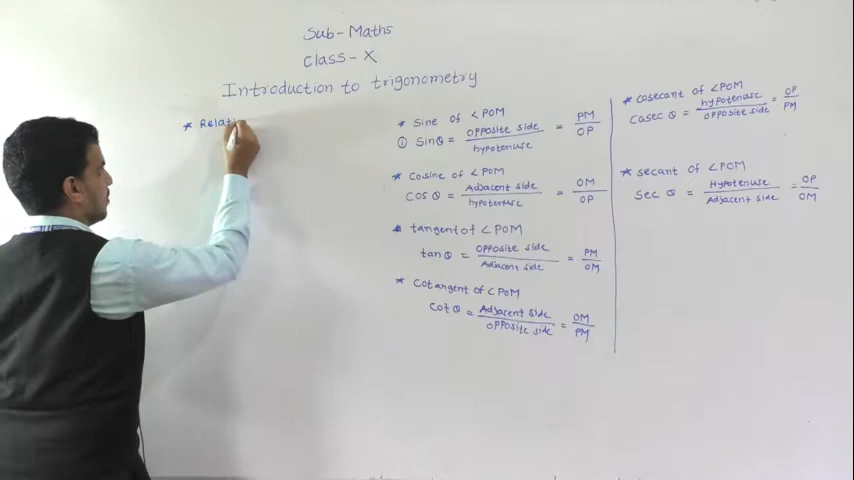 Sub-Maths
Class-X
Introduction to trigonometry
* Relati
* Sine of <POM
① Sinθ = Opposite side / hypotenuse = PM / OP
* Cosine of <POM
Cos θ = Adjacent side / hypotenuse = OM / OP
* tangent of <POM
tan θ = Opposite side / Adjacent side = PM / OM
* Cotangent of <POM
Cot θ = Adjacent side / opposite side = OM / PM
* cosecant of <POM
Cosec θ = hypotenuse / opposite side = OP / PM
* secant of <POM
Sec θ = Hypotenuse / Adjacent side = OP / OM